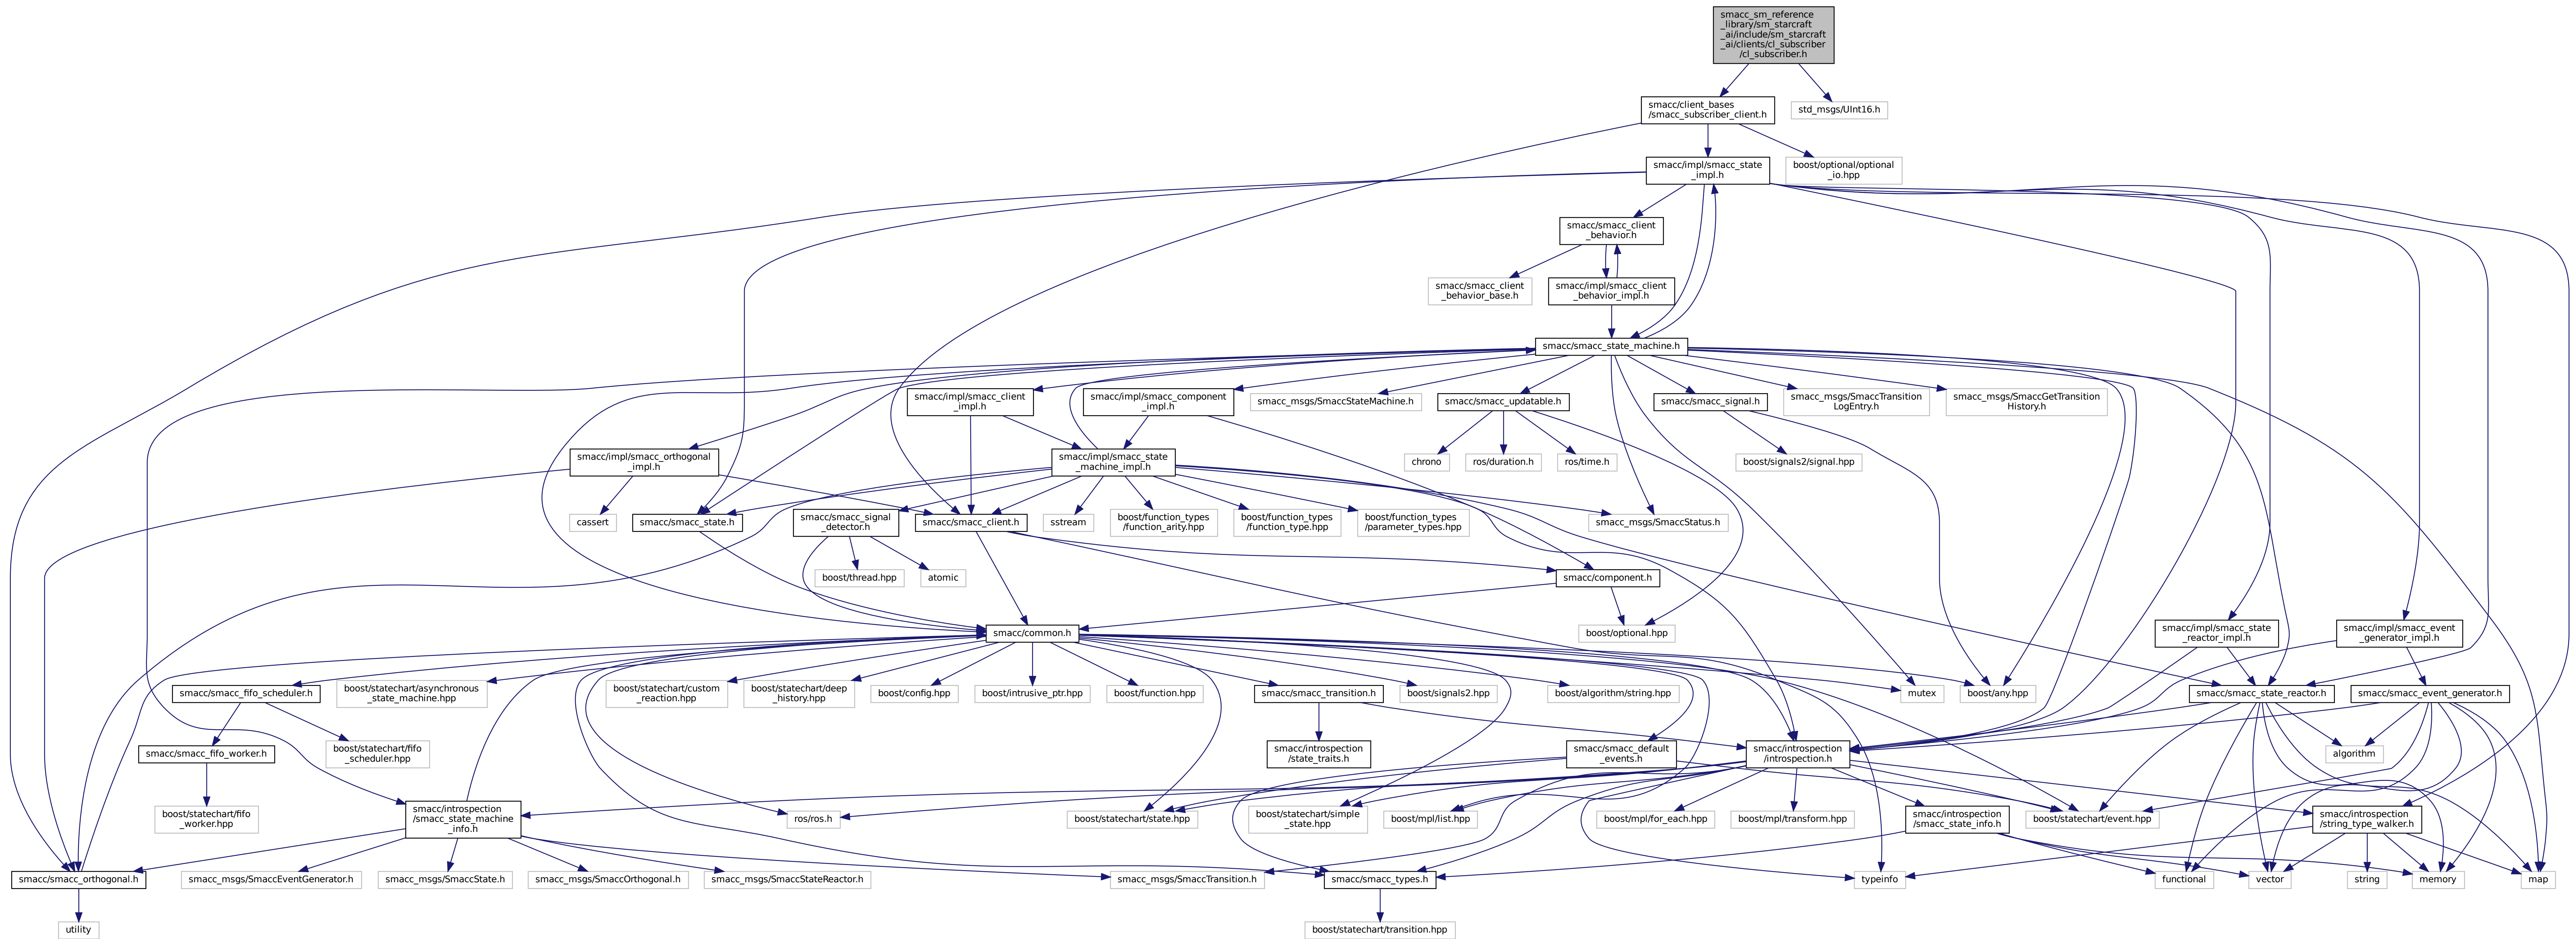 smacc_sm_reference
_library/sm_starcraft
_ai/include/sm_starcraft
_ai/clients/cl_subscriber
/cl_subscriber.h
smacc/client_bases
/smacc_subscriber_client.h
std_msgs/UInt16.h
smacc/impl/smacc_state
_impl.h
boost/optional/optional
_io.hpp
smacc/smacc_client
_behavior.h
smacc/smacc_client
_behavior_base.h
smacc/impl/smacc_client
_behavior_impl.h
smacc/smacc_state_machine.h
smacc/impl/smacc_client
_impl.h
smacc/impl/smacc_component
_impl.h
smacc_msgs/SmaccStateMachine.h
smacc/smacc_updatable.h
smacc/smacc_signal.h
smacc_msgs/SmaccTransition
LogEntry.h
smacc_msgs/SmaccGetTransition
History.h
smacc/impl/smacc_orthogonal
_impl.h
smacc/impl/smacc_state
_machine_impl.h
chrono
ros/duration.h
ros/time.h
boost/signals2/signal.hpp
cassert
smacc/smacc_state.h
smacc/smacc_signal
_detector.h
smacc/smacc_client.h
sstream
boost/function_types
/function_arity.hpp
boost/function_types
/function_type.hpp
boost/function_types
/parameter_types.hpp
smacc_msgs/SmaccStatus.h
boost/thread.hpp
atomic
smacc/component.h
smacc/common.h
boost/optional.hpp
smacc/impl/smacc_state
_reactor_impl.h
smacc/impl/smacc_event
_generator_impl.h
smacc/smacc_fifo_scheduler.h
boost/statechart/asynchronous
_state_machine.hpp
boost/statechart/custom
_reaction.hpp
boost/statechart/deep
_history.hpp
boost/config.hpp
boost/intrusive_ptr.hpp
boost/function.hpp
smacc/smacc_transition.h
boost/signals2.hpp
boost/algorithm/string.hpp
mutex
boost/any.hpp
smacc/smacc_state_reactor.h
smacc/smacc_event_generator.h
smacc/smacc_fifo_worker.h
boost/statechart/fifo
_scheduler.hpp
smacc/introspection
/state_traits.h
smacc/smacc_default
_events.h
smacc/introspection
/introspection.h
algorithm
boost/statechart/fifo
_worker.hpp
smacc/introspection
/smacc_state_machine
_info.h
ros/ros.h
boost/statechart/state.hpp
boost/statechart/simple
_state.hpp
boost/mpl/list.hpp
boost/mpl/for_each.hpp
boost/mpl/transform.hpp
smacc/introspection
/smacc_state_info.h
boost/statechart/event.hpp
smacc/introspection
/string_type_walker.h
smacc/smacc_orthogonal.h
smacc_msgs/SmaccEventGenerator.h
smacc_msgs/SmaccState.h
smacc_msgs/SmaccOrthogonal.h
smacc_msgs/SmaccStateReactor.h
smacc_msgs/SmaccTransition.h
smacc/smacc_types.h
typeinfo
functional
vector
string
memory
map
utility
boost/statechart/transition.hpp